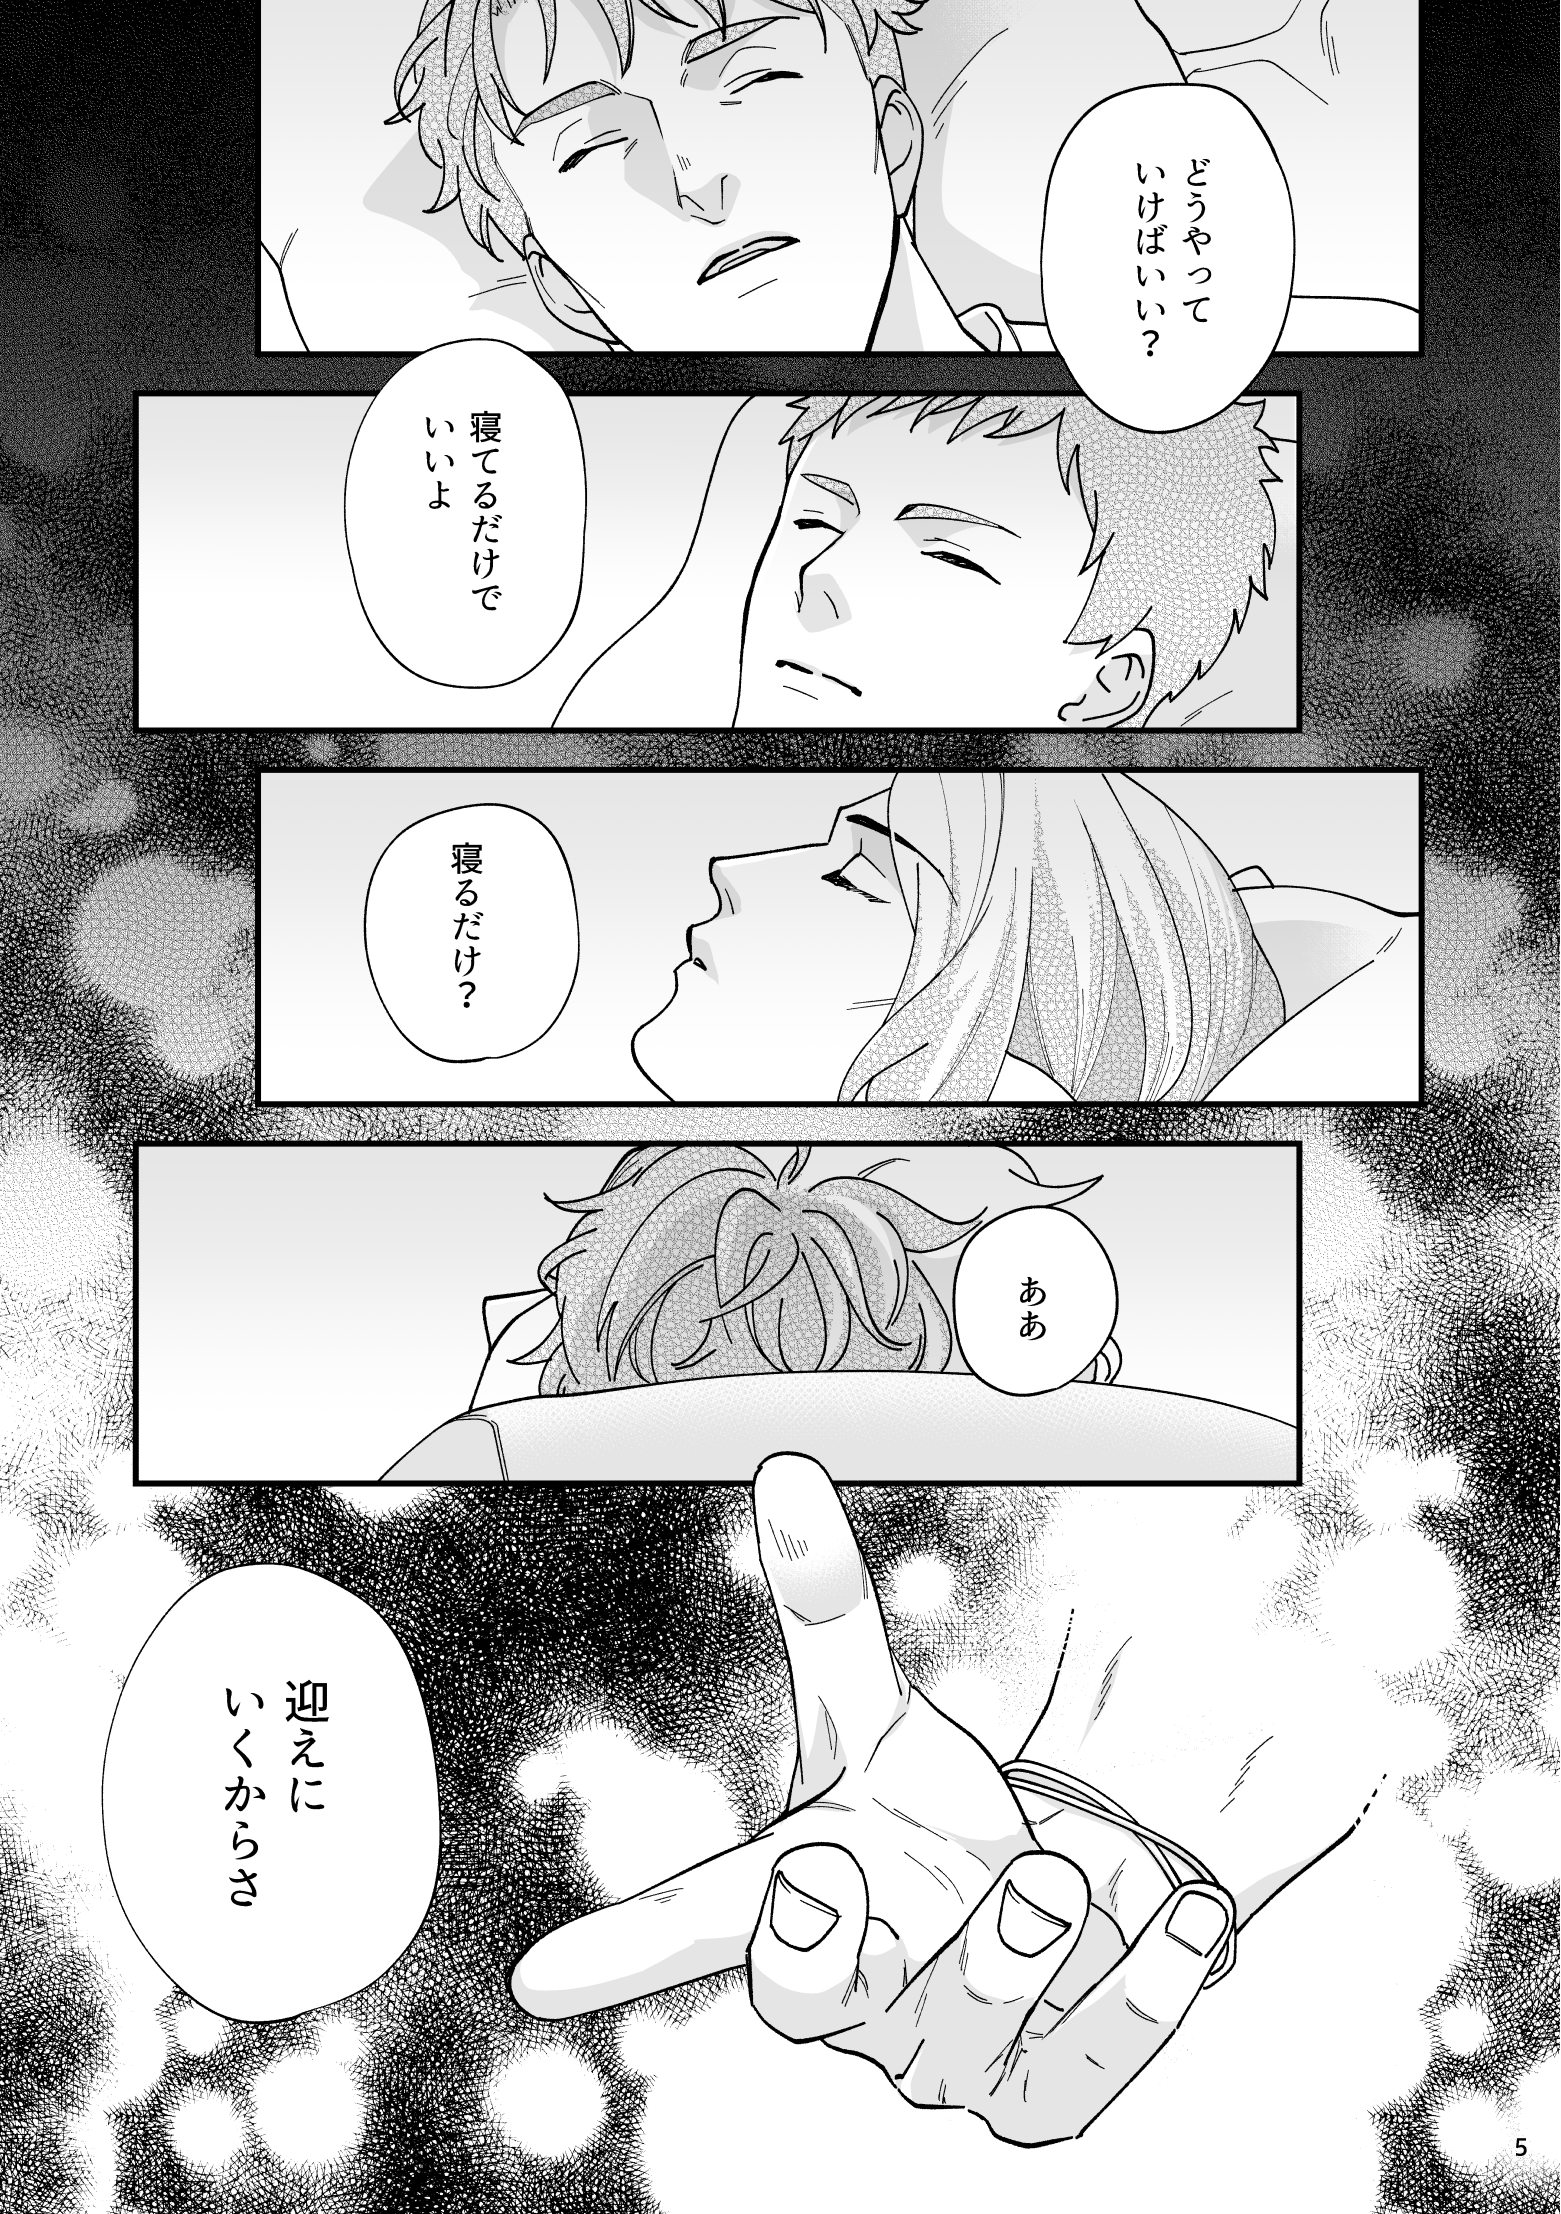 どうやって
いけばいい？
寝てるだけで
いいよ
寝るだけ？
ああ
迎えに
いくからさ
5